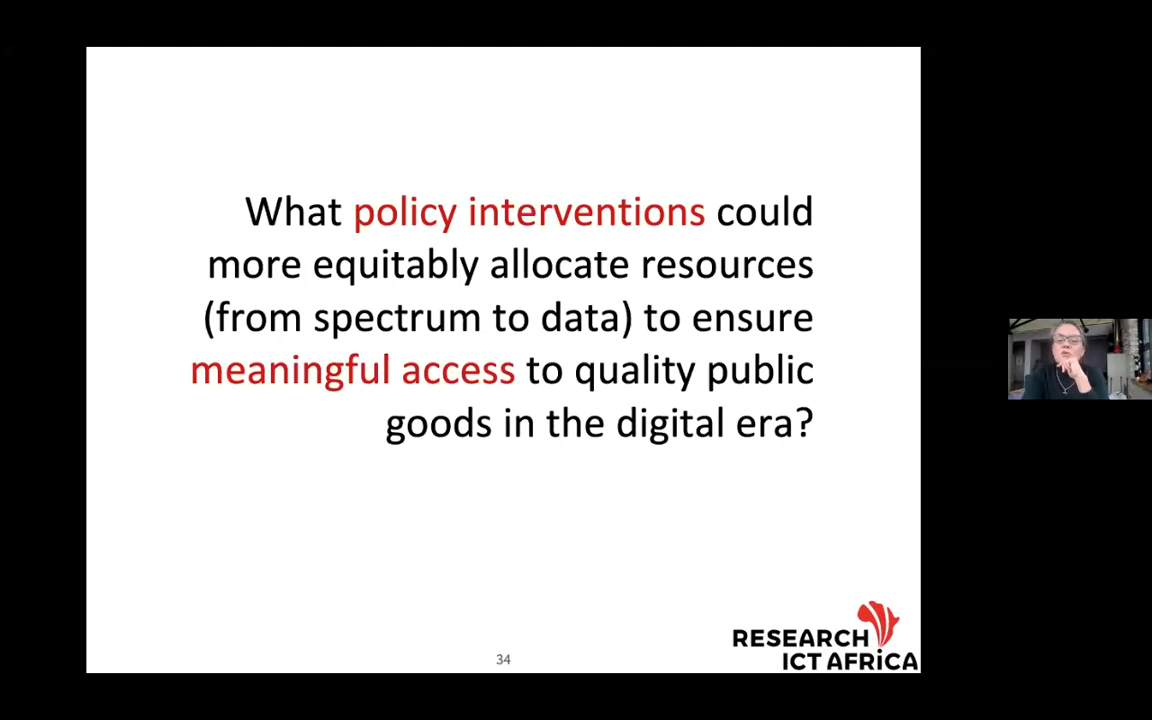 What policy interventions could
more equitably allocate resources
(from spectrum to data) to ensure
meaningful access to quality public
goods in the digital era?
34
RESEARCH
ICT AFRICA